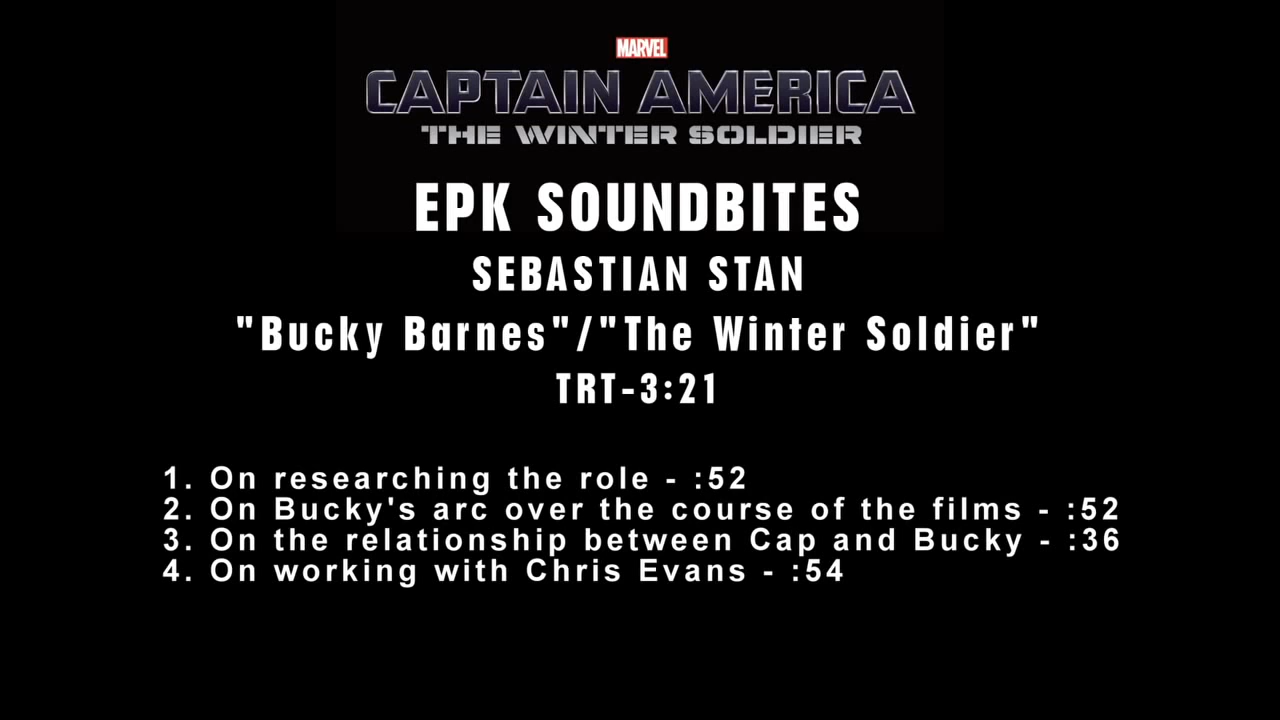 MARVEL
CAPTAIN AMERICA
THE WINTER SOLDIER
EPK SOUNDBITES
SEBASTIAN STAN
"Bucky Barnes"/"The Winter Soldier"
TRT-3:21
1. On researching the role - :52
2. On Bucky's arc over the course of the films - :52
3. On the relationship between Cap and Bucky - :36
4. On working with Chris Evans - :54